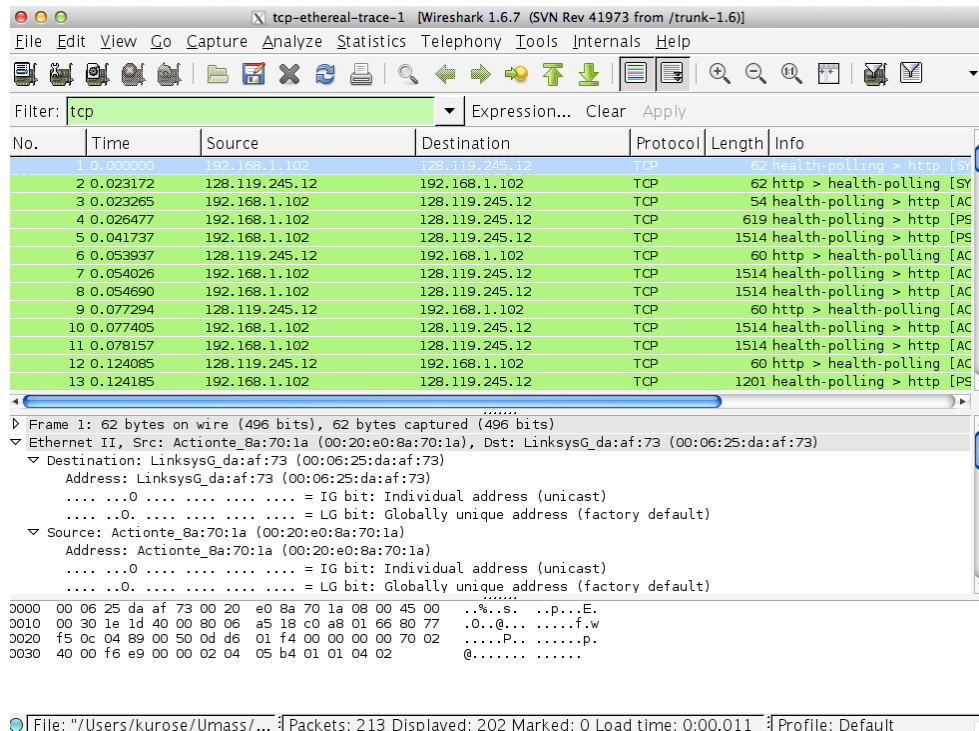 tcp-ethereal-trace-1 [Wireshark 1.6.7 (SVN Rev 41973 from /trunk-1.6)]
File Edit View Go Capture Analyze Statistics Telephony Tools Internals Help
Filter: tcp Expression... Clear Apply
No. Time Source Destination Protocol Length Info
1 0.000000 192.168.1.102 128.119.245.12 TCP 62 health-polling > http [SY
2 0.023172 128.119.245.12 192.168.1.102 TCP 62 http > health-polling [SY
3 0.023265 192.168.1.102 128.119.245.12 TCP 54 health-polling > http [AC
4 0.026477 192.168.1.102 128.119.245.12 TCP 619 health-polling > http [PS
5 0.041737 192.168.1.102 128.119.245.12 TCP 1514 health-polling > http [PS
6 0.053937 128.119.245.12 192.168.1.102 TCP 60 http > health-polling [AC
7 0.054026 192.168.1.102 128.119.245.12 TCP 1514 health-polling > http [AC
8 0.054690 192.168.1.102 128.119.245.12 TCP 1514 health-polling > http [AC
9 0.077294 128.119.245.12 192.168.1.102 TCP 60 http > health-polling [AC
10 0.077405 192.168.1.102 128.119.245.12 TCP 1514 health-polling > http [AC
11 0.078157 192.168.1.102 128.119.245.12 TCP 1514 health-polling > http [AC
12 0.124085 128.119.245.12 192.168.1.102 TCP 60 http > health-polling [AC
13 0.124185 192.168.1.102 128.119.245.12 TCP 1201 health-polling > http [PS
Frame 1: 62 bytes on wire (496 bits), 62 bytes captured (496 bits)
Ethernet II, Src: Actionte_8a:70:1a (00:20:e0:8a:70:1a), Dst: LinksysG_da:af:73 (00:06:25:da:af:73)
Destination: LinksysG_da:af:73 (00:06:25:da:af:73)
Address: LinksysG_da:af:73 (00:06:25:da:af:73)
.... ...0 .... .... .... .... = IG bit: Individual address (unicast)
.... ..0. .... .... .... .... = LG bit: Globally unique address (factory default)
Source: Actionte_8a:70:1a (00:20:e0:8a:70:1a)
Address: Actionte_8a:70:1a (00:20:e0:8a:70:1a)
.... ...0 .... .... .... .... = IG bit: Individual address (unicast)
.... ..0. .... .... .... .... = LG bit: Globally unique address (factory default)
0000 00 06 25 da af 73 00 20 e0 8a 70 1a 08 00 45 00 ..%..s. ..p...E.
0010 00 30 1e 1d 40 00 80 06 a5 18 c0 a8 01 66 80 77 .0..@... .....f.w
0020 f5 0c 04 89 00 50 0d d6 01 f4 00 00 00 00 70 02 .....P.. ......p.
0030 40 00 f6 e9 00 00 02 04 05 b4 01 01 04 02 @....... ......
File: "/Users/kurose/Umass/... Packets: 213 Displayed: 202 Marked: 0 Load time: 0:00.011 Profile: Default